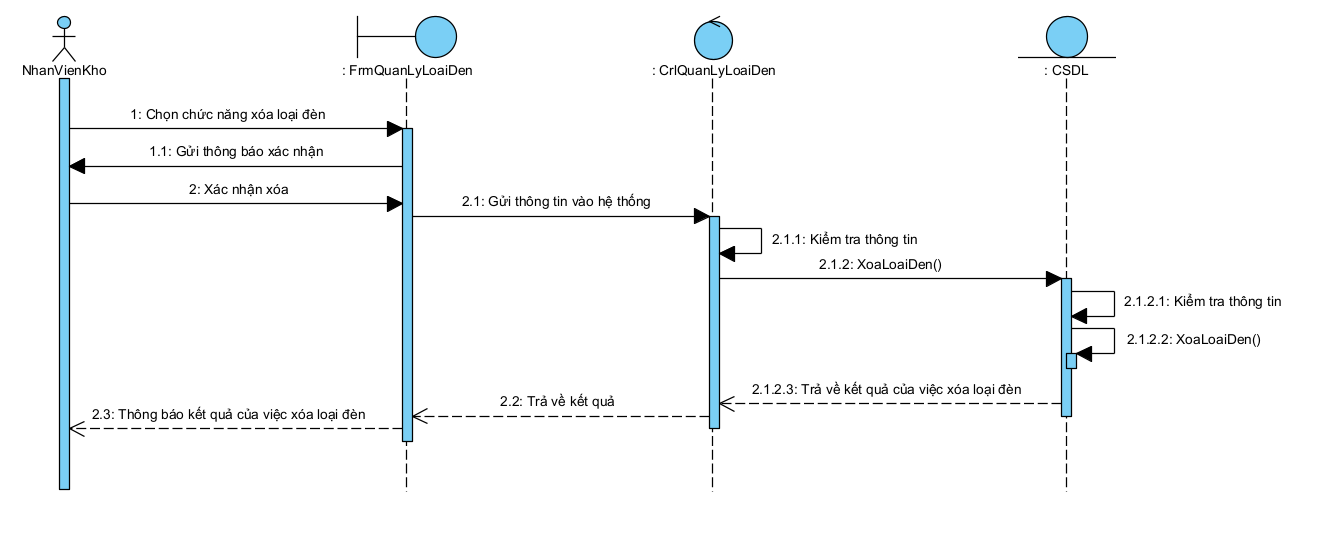 NhanVienKho
: FrmQuanLyLoaiDen
: CrlQuanLyLoaiDen
: CSDL
1: Chọn chức năng xóa loại đèn
1.1: Gửi thông báo xác nhận
2: Xác nhận xóa
2.1: Gửi thông tin vào hệ thống
2.1.1: Kiểm tra thông tin
2.1.2: XoaLoaiDen()
2.1.2.1: Kiểm tra thông tin
2.1.2.2: XoaLoaiDen()
2.1.2.3: Trả về kết quả của việc xóa loại đèn
2.2: Trả về kết quả
2.3: Thông báo kết quả của việc xóa loại đèn